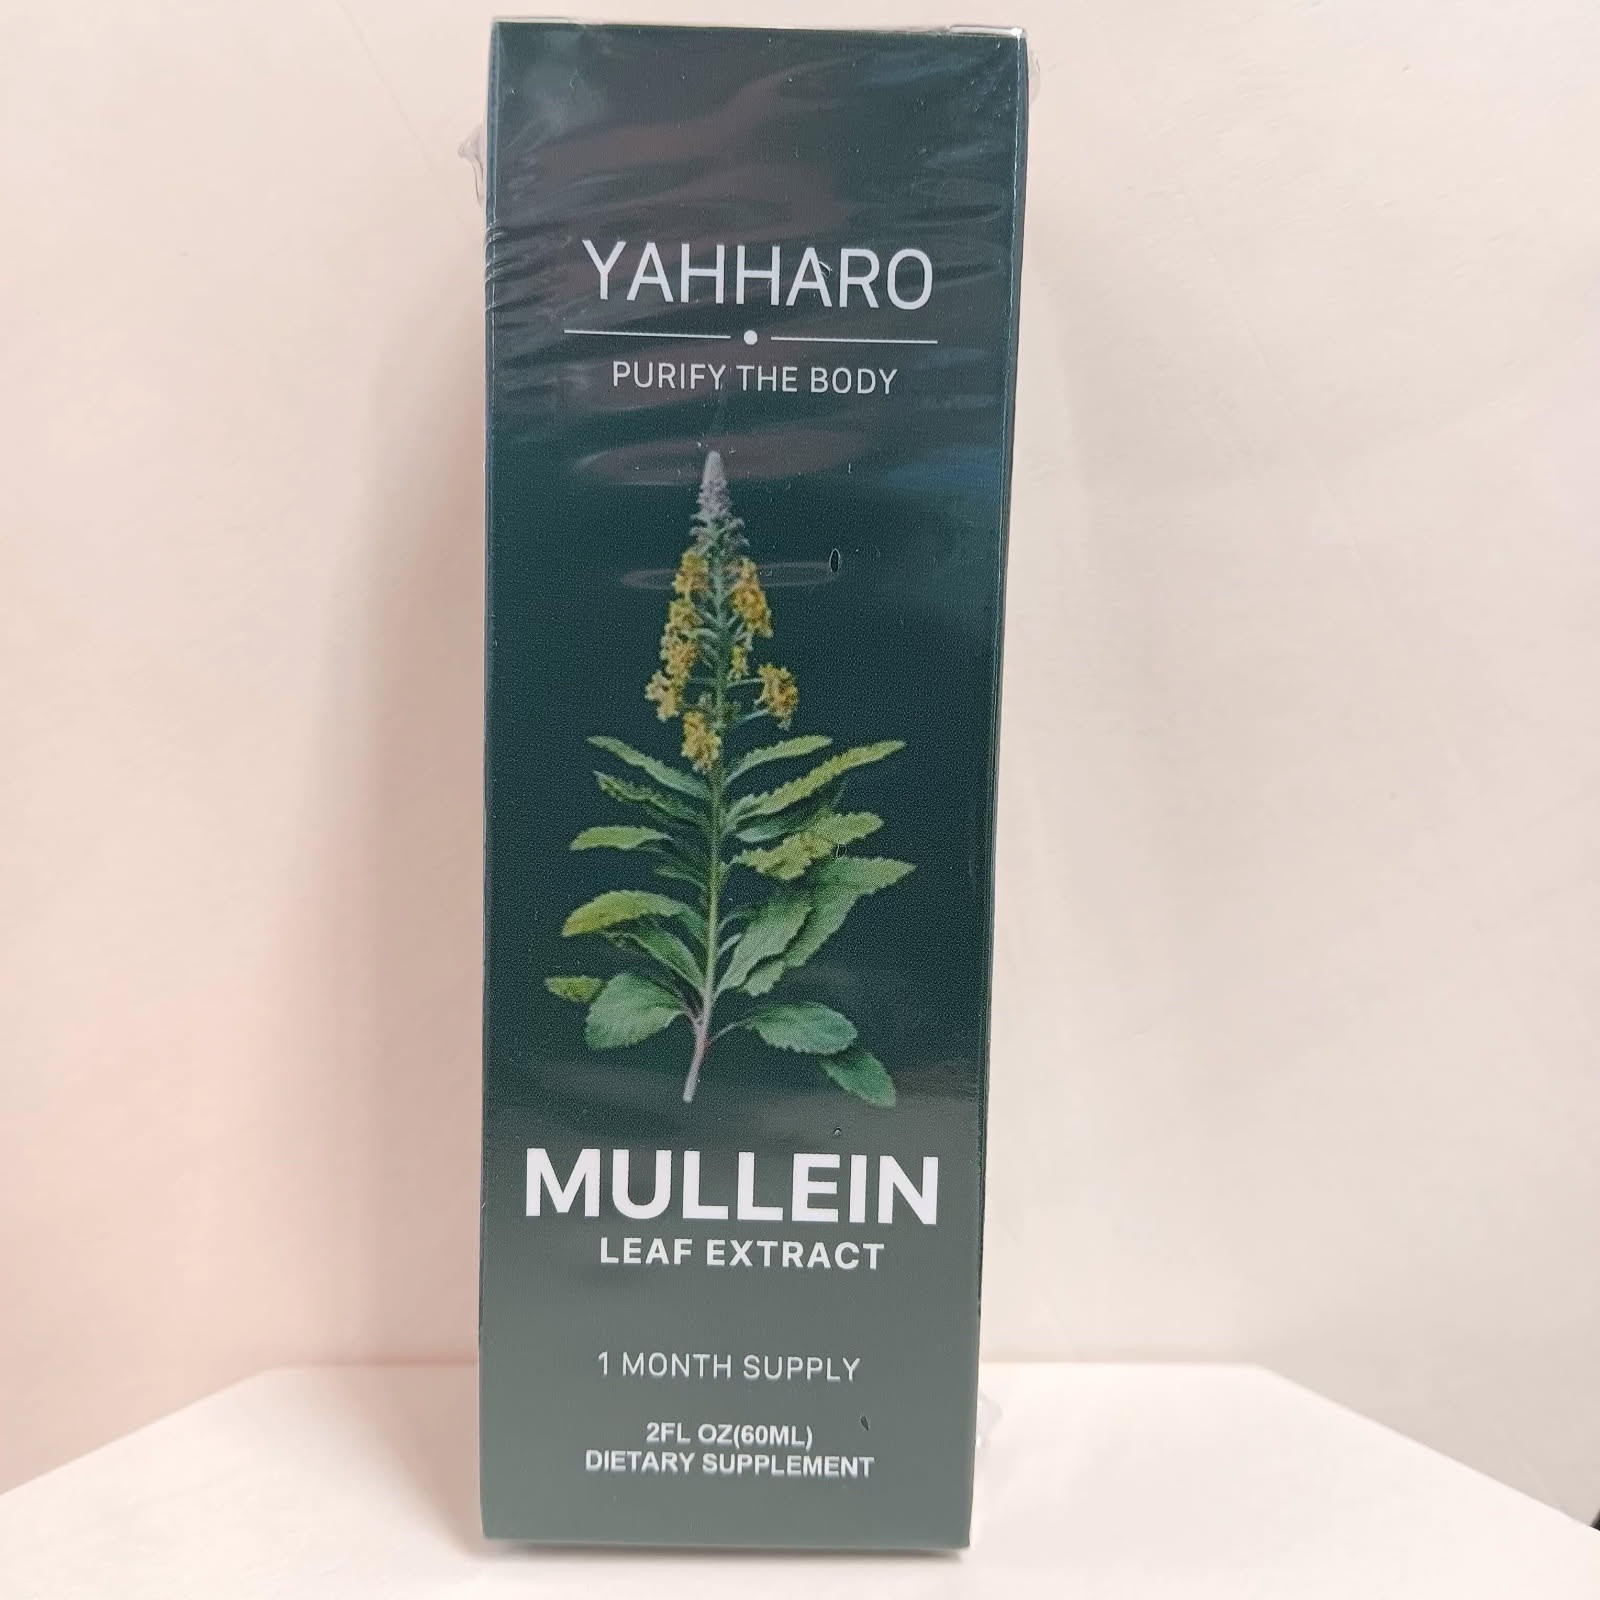 YAHHARO
PURIFY THE BODY
MULLEIN
LEAF EXTRACT
1 MONTH SUPPLY
2FL OZ(60ML)
DIETARY SUPPLEMENT